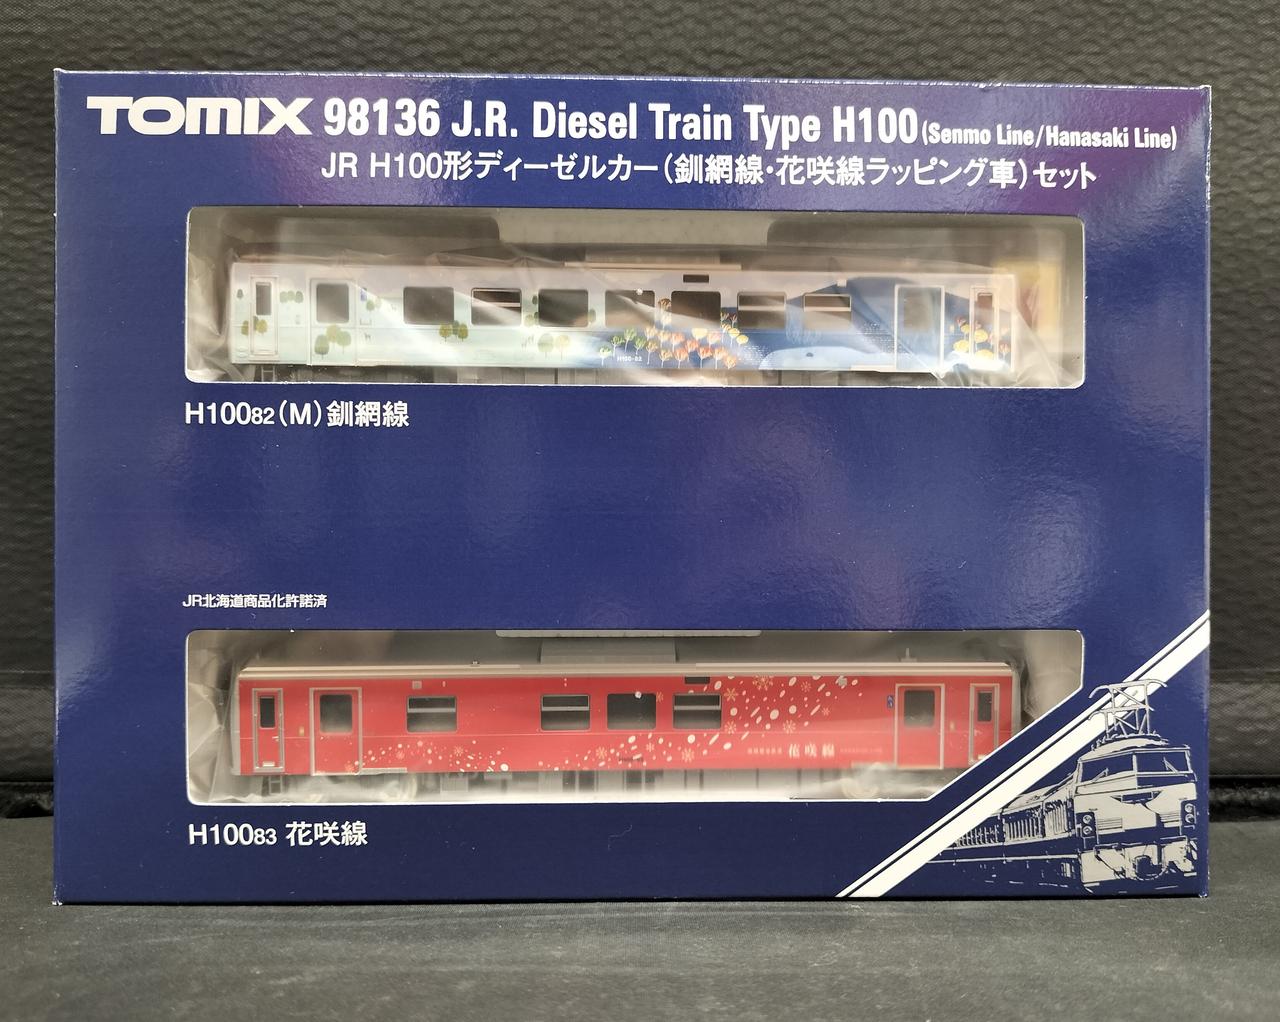 TOMIX 98136 J.R. Diesel Train Type H100 (Senmo Line/Hanasaki Line)
JR H100形ディーゼルカー(釧網線・花咲線ラッピング車)セット
H100-82
H10082(M)釧網線
JR北海道商品化許諾済
花咲線
H10083 花咲線